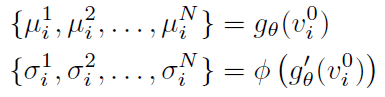 {μ_i^1, μ_i^2, . . . , μ_i^N} = g_θ(v_i^0)
{σ_i^1, σ_i^2, . . . , σ_i^N} = ϕ (g′_θ(v_i^0))